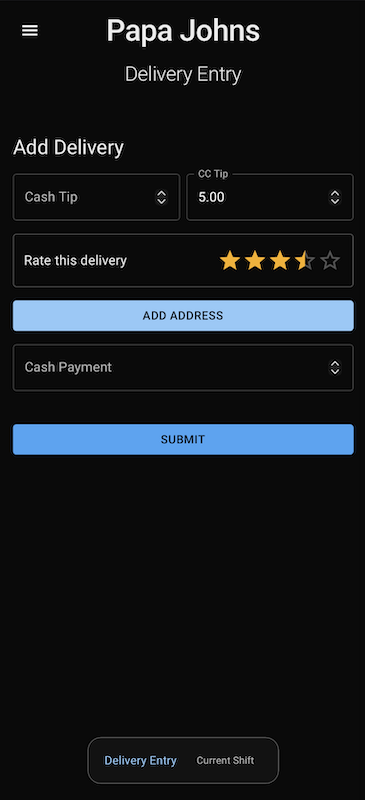 Papa Johns
Delivery Entry
Add Delivery
Cash Tip
CC Tip
5.00
Rate this delivery
ADD ADDRESS
Cash Payment
SUBMIT
Delivery Entry Current Shift